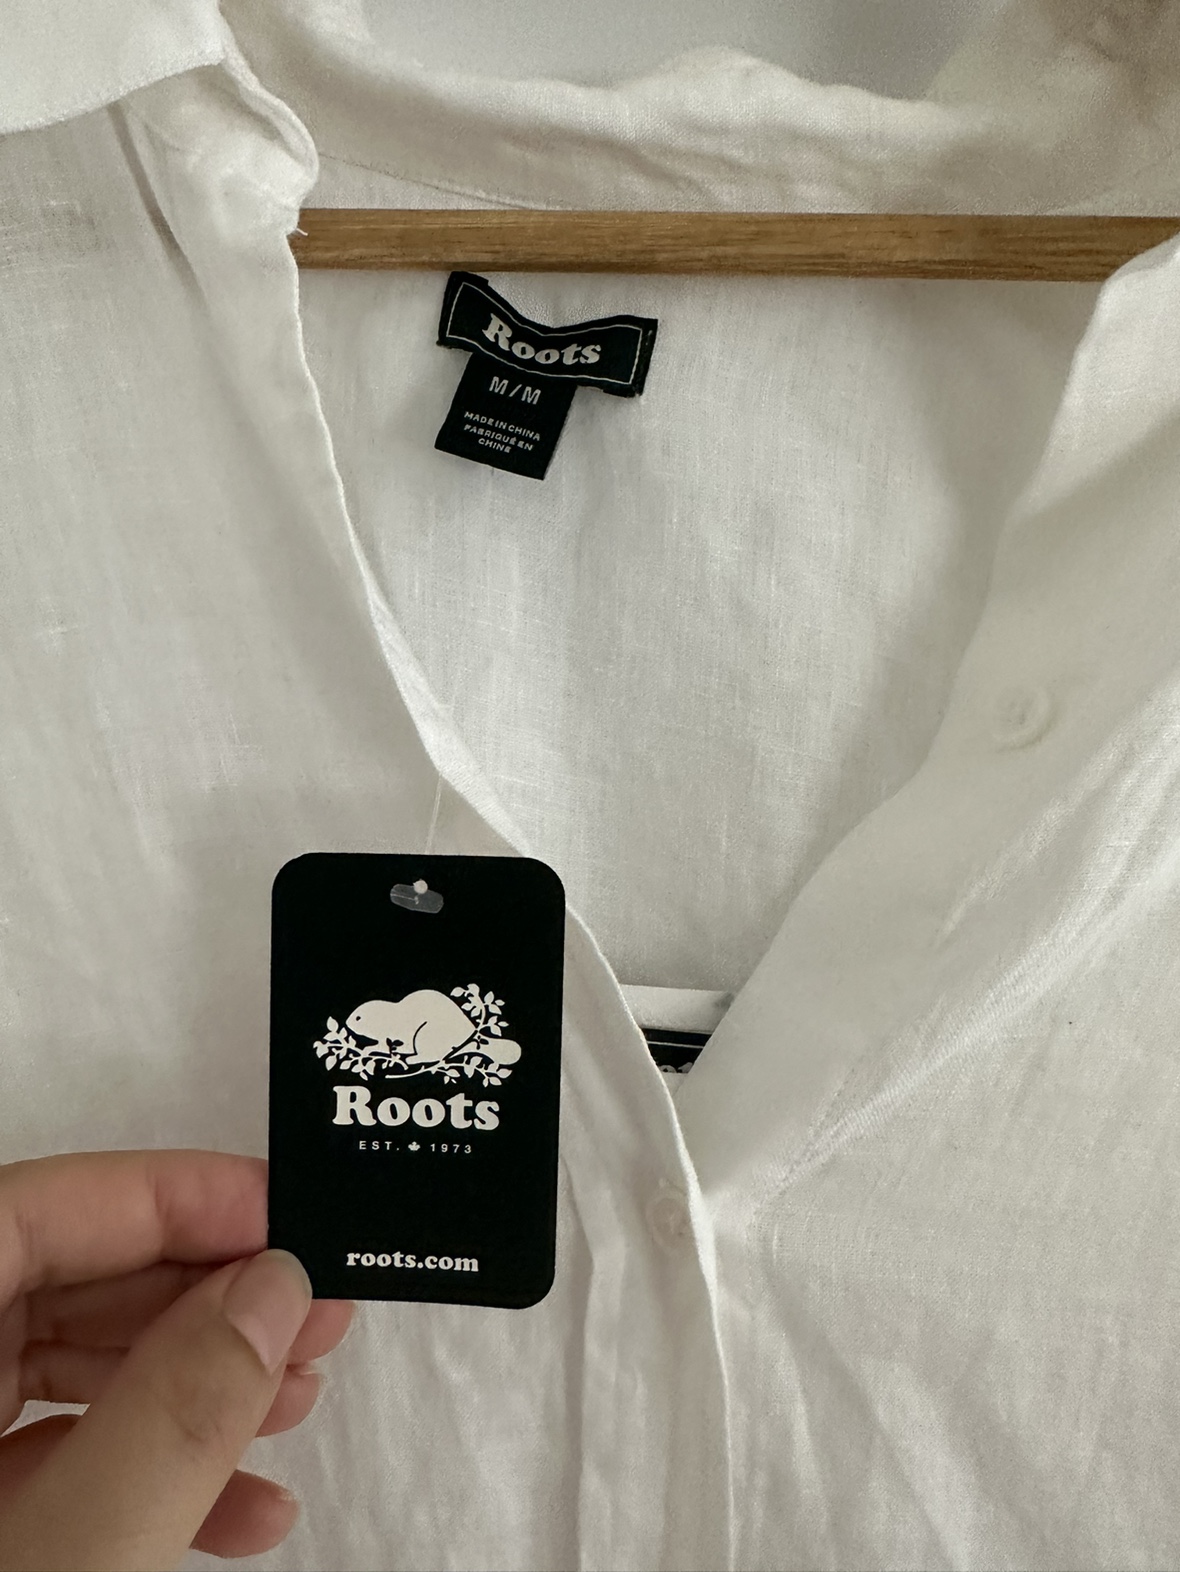 Roots
M/M
MADE IN CHINA
FABRIQUÉ EN
CHINE
Roots
EST. 1973
roots.com